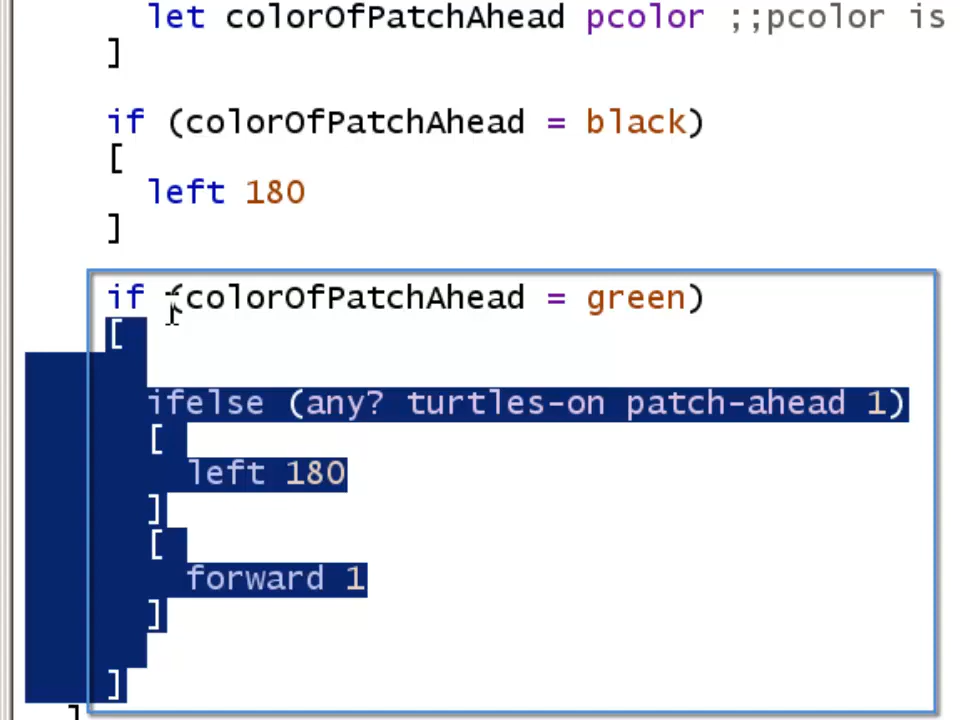 let colorOfPatchAhead pcolor ;;pcolor is
]
if (colorOfPatchAhead = black)
[
left 180
]
if (colorOfPatchAhead = green)
[
ifelse (any? turtles-on patch-ahead 1)
[
left 180
]
[
forward 1
]
]
]